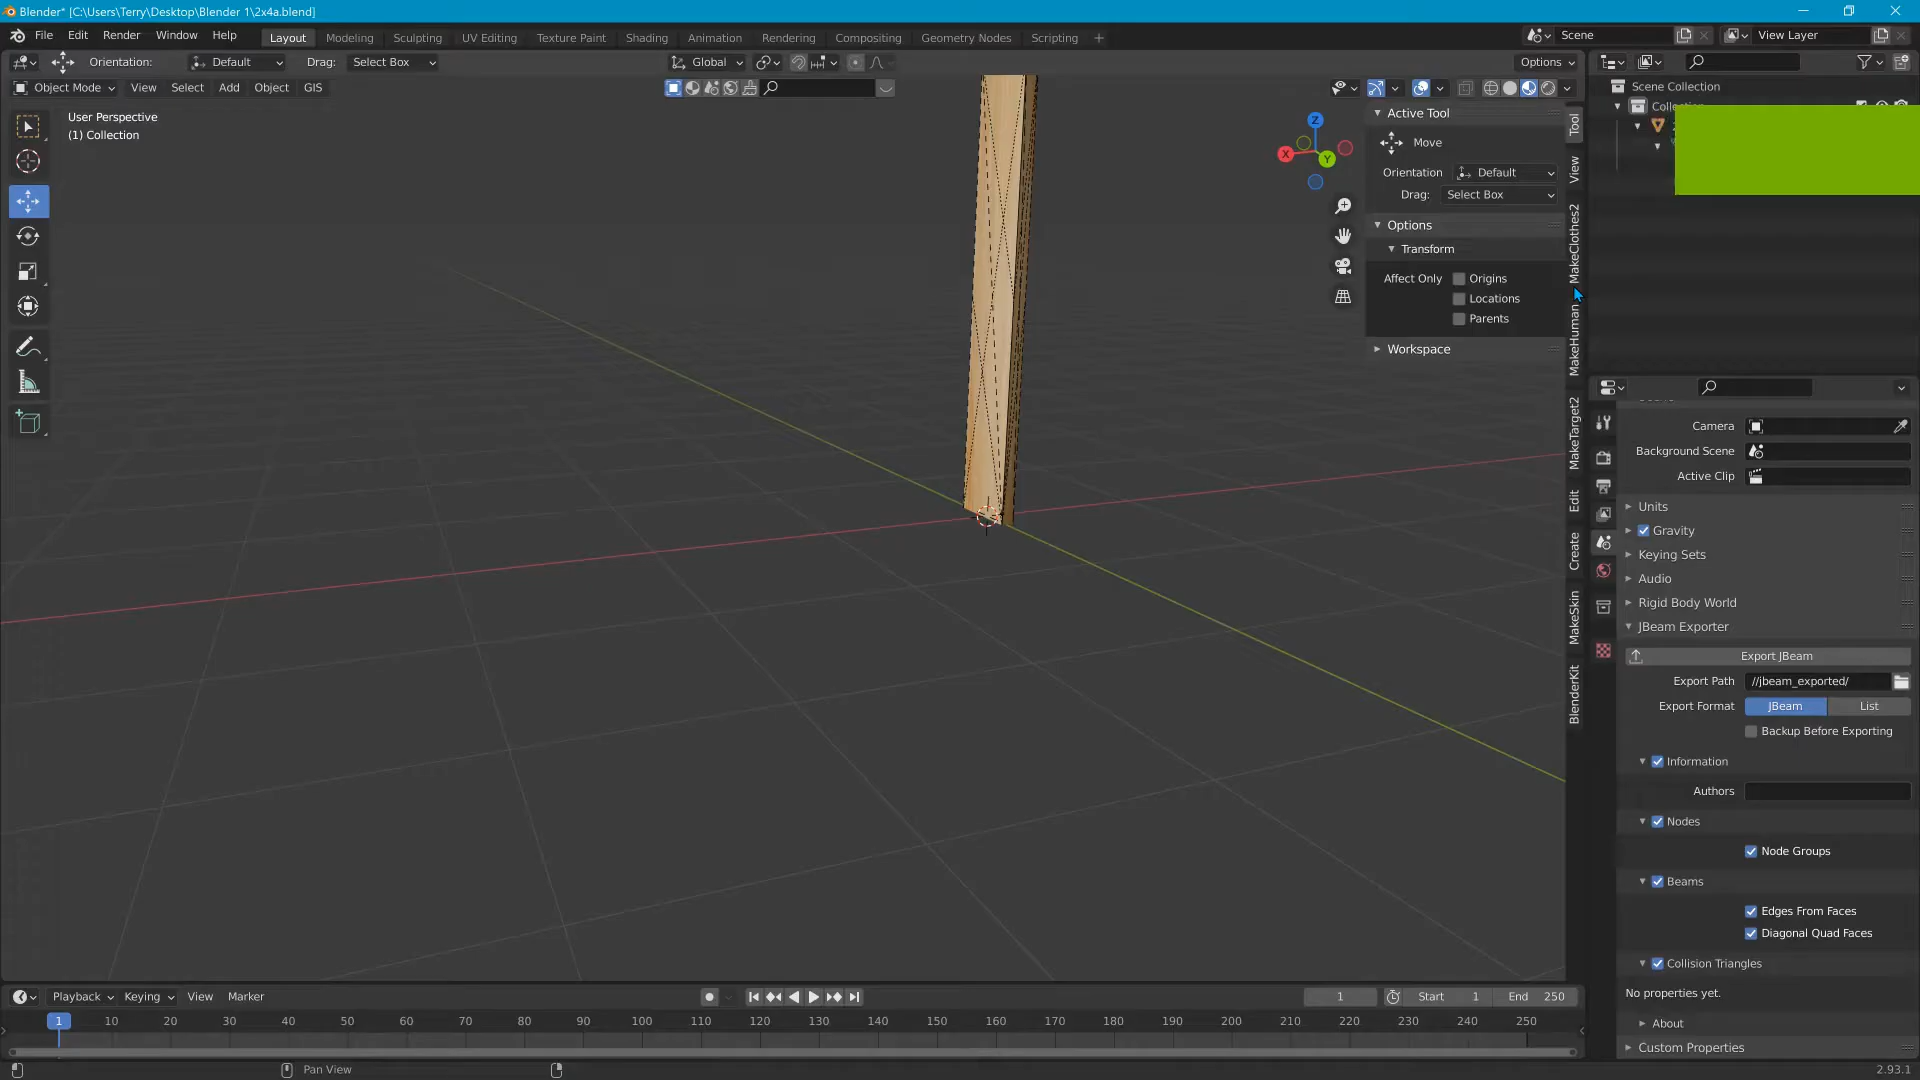 Blender* [C:\Users\Terry\Desktop\Blender 1\2x4a.blend]
File Edit Render Window Help
Layout Modeling Sculpting UV Editing Texture Paint Shading Animation Rendering Compositing Geometry Nodes Scripting +
Scene
View Layer
Orientation: Default Drag: Select Box
Global
Options
Object Mode View Select Add Object GIS
User Perspective
(1) Collection
Z
X
Y
Active Tool
Move
Orientation Default
Drag: Select Box
Options
Transform
Affect Only Origins
Locations
Parents
Workspace
Tool
View
MakeClothes2
MakeHuman
MakeTarget2
Edit
Create
MakeSkin
BlenderKit
Scene Collection
Camera
Background Scene
Active Clip
Units
Gravity
Keying Sets
Audio
Rigid Body World
JBeam Exporter
Export JBeam
Export Path //jbeam_exported/
Export Format JBeam List
Backup Before Exporting
Information
Authors
Nodes
Node Groups
Beams
Edges From Faces
Diagonal Quad Faces
Collision Triangles
No properties yet.
About
Custom Properties
Playback Keying View Marker
1 Start 1 End 250
1 10 20 30 40 50 60 70 80 90 100 110 120 130 140 150 160 170 180 190 200 210 220 230 240 250
Pan View
2.93.1